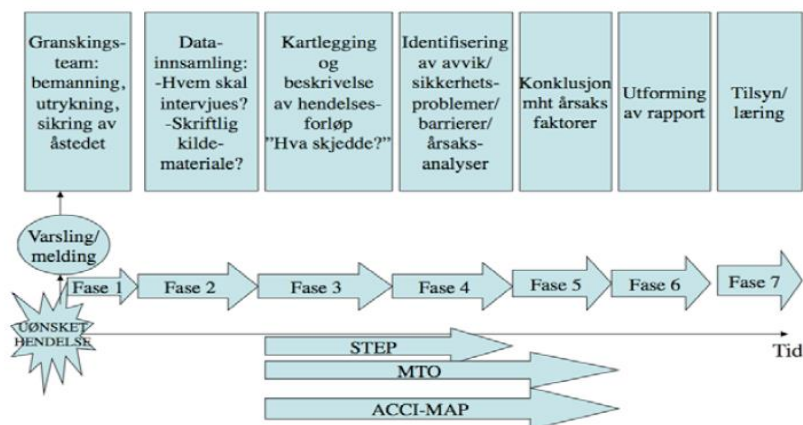 Granskings-
team:
bemanning,
utrykning,
sikring av
åstedet
Data-
innsamling:
-Hvem skal
intervjues?
-Skriftlig
kilde-
materiale?
Kartlegging
og
beskrivelse
av hendelses-
forløp
”Hva skjedde?”
Identifisering
av avvik/
sikkerhets-
problemer/
barrierer/
årsaks-
analyser
Konklusjon
mht årsaks
faktorer
Utforming
av rapport
Tilsyn/
læring
Varsling/
melding
Fase 1
Fase 2
Fase 3
Fase 4
Fase 5
Fase 6
Fase 7
UØNSKET
HENDELSE
Tid
STEP
MTO
ACCI-MAP